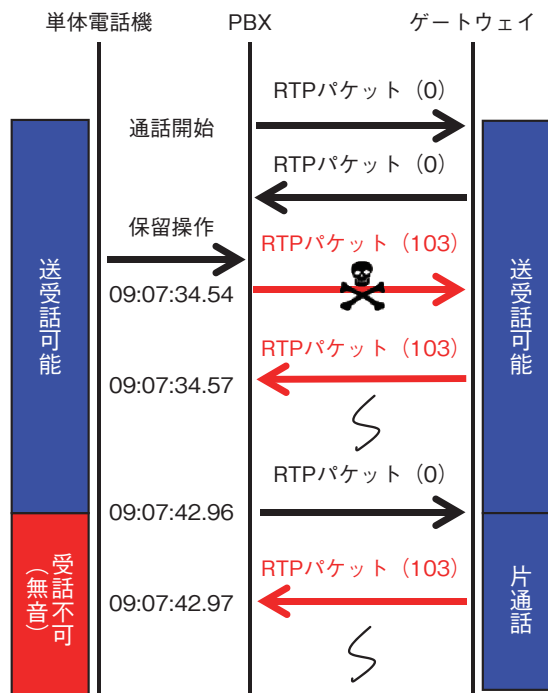 単体電話機
PBX
ゲートウェイ
RTPパケット（0）
通話開始
RTPパケット（0）
保留操作
RTPパケット（103）
09:07:34.54
RTPパケット（103）
09:07:34.57
RTPパケット（0）
09:07:42.96
RTPパケット（103）
09:07:42.97
送受話可能
受話不可
（無音）
送受話可能
片通話